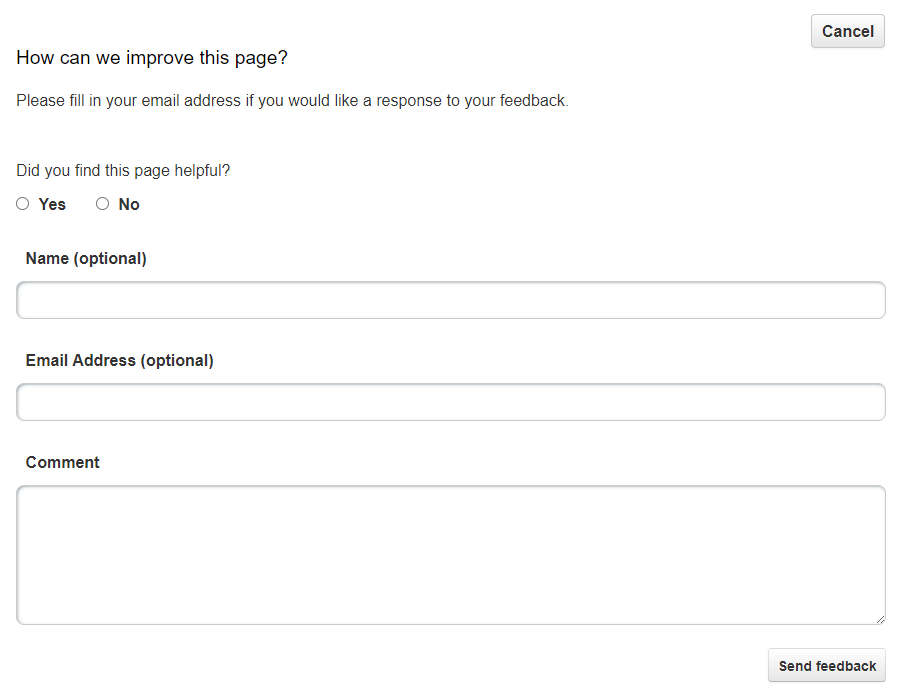 Cancel
How can we improve this page?
Please fill in your email address if you would like a response to your feedback.
Did you find this page helpful?
Yes No
Name (optional)
Email Address (optional)
Comment
Send feedback